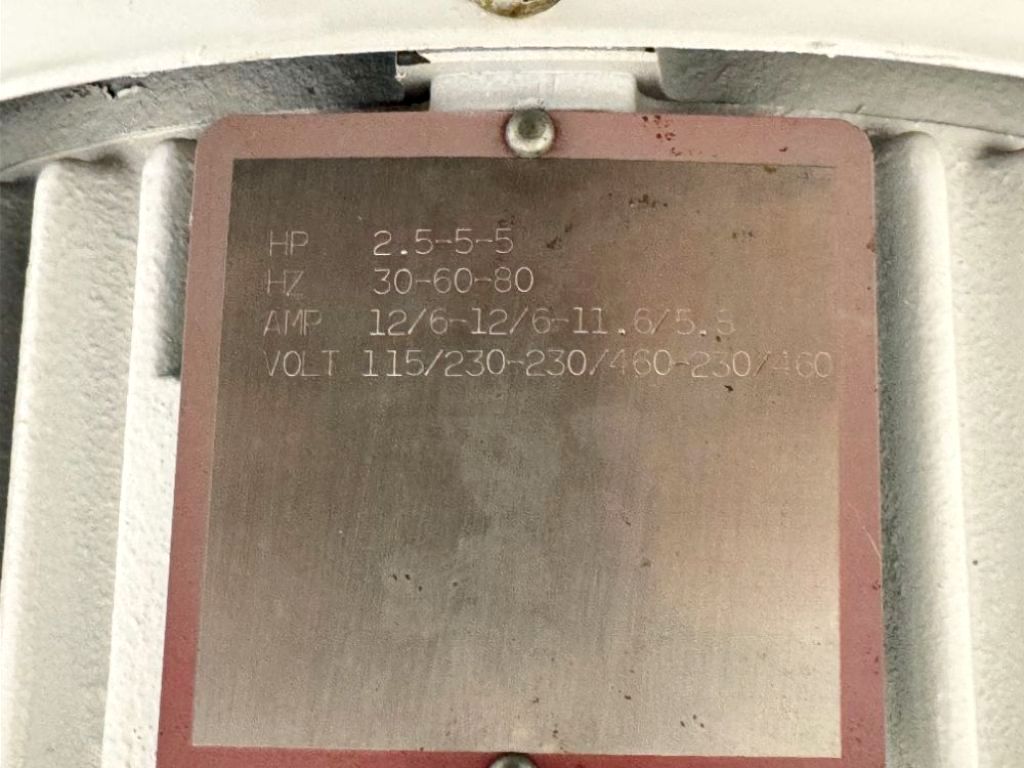 HP 2.5-5-5
HZ 30-60-80
AMP 12/6-12/6-11.6/5.8
VOLT 115/230-230/460-230/460